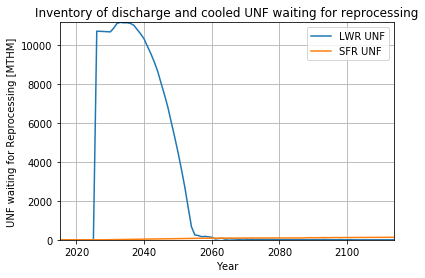 Inventory of discharge and cooled UNF waiting for reprocessing
UNF waiting for Reprocessing [MTHM]
10000
8000
6000
4000
2000
0
LWR UNF
SFR UNF
2020
2040
2060
2080
2100
Year